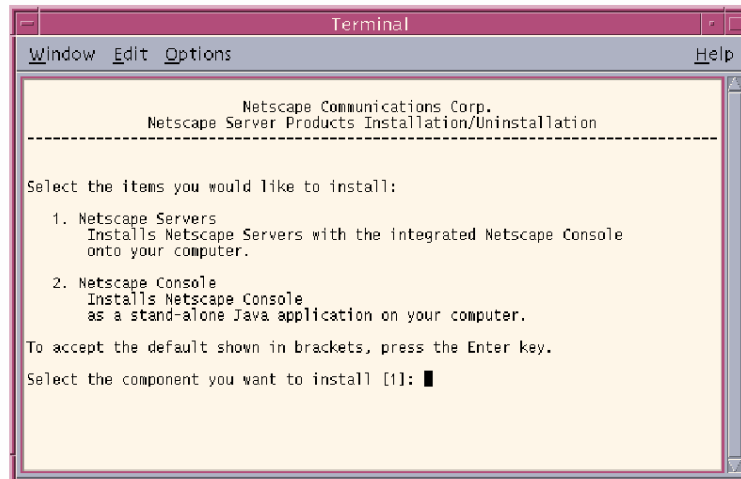 Terminal
Window Edit Options Help
Netscape Communications Corp.
Netscape Server Products Installation/Uninstallation
--------------------------------------------------------------------------------
Select the items you would like to install:
1. Netscape Servers
Installs Netscape Servers with the integrated Netscape Console
onto your computer.
2. Netscape Console
Installs Netscape Console
as a stand-alone Java application on your computer.
To accept the default shown in brackets, press the Enter key.
Select the component you want to install [1]: